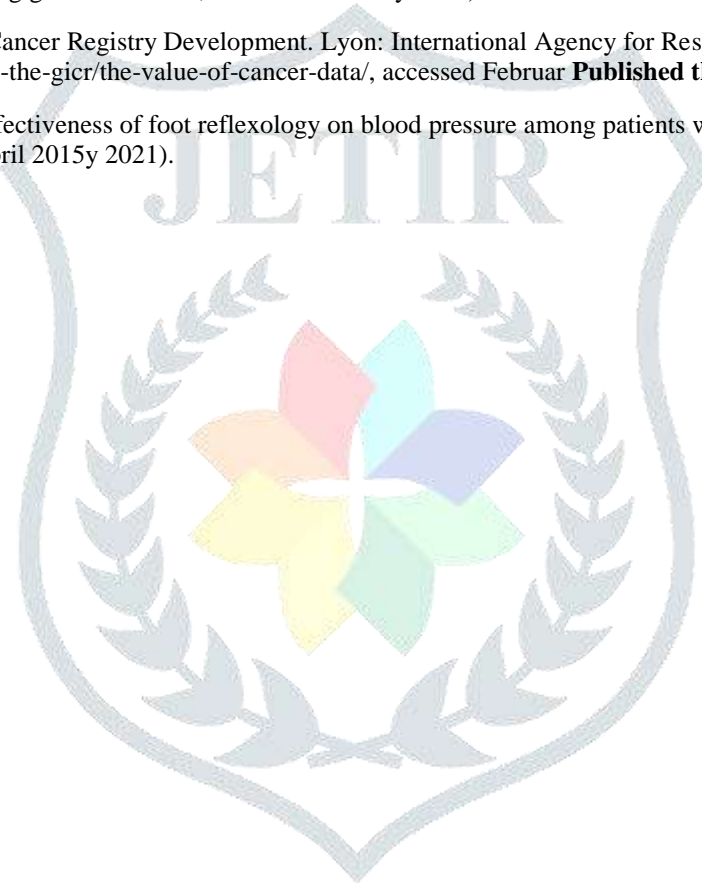 Cancer Registry Development. Lyon: International Agency for Res
-the-gicr/the-value-of-cancer-data/, accessed Februar Published t
fectiveness of foot reflexology on blood pressure among patients w
ril 2015y 2021).
JETIR